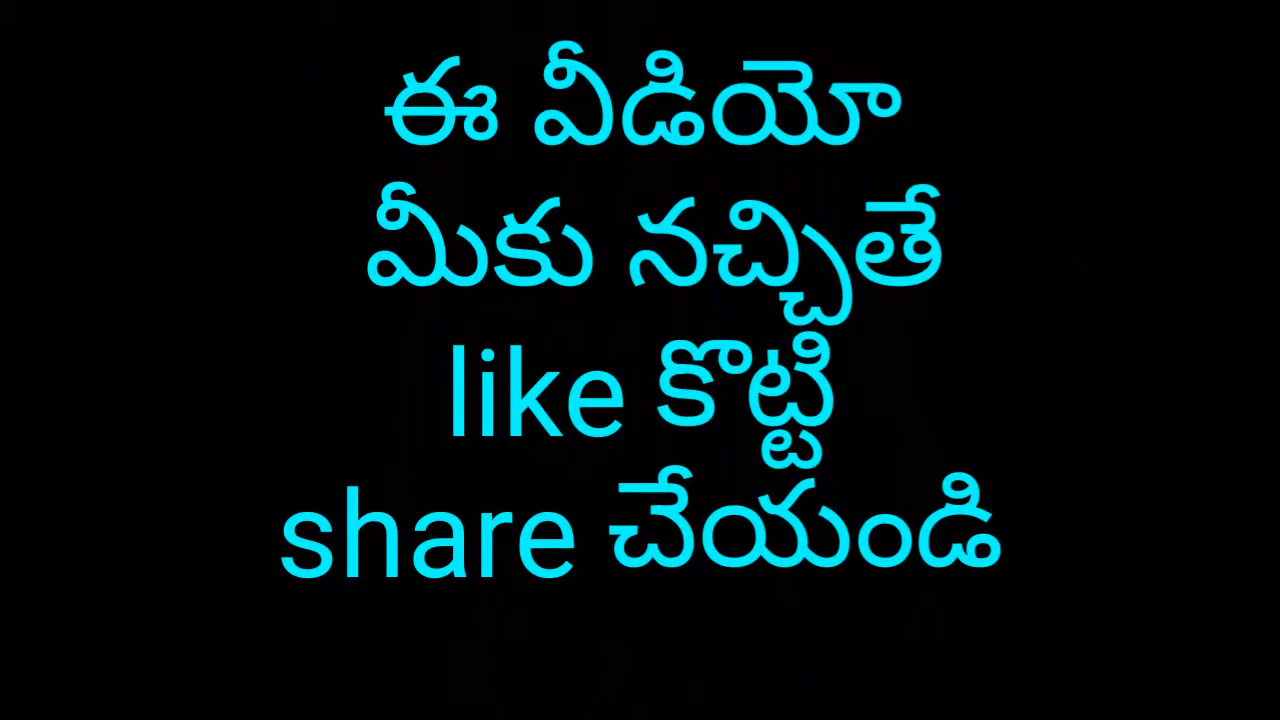 ఈ వీడియో
మీకు నచ్చితే
like కొట్టి
share చేయండి